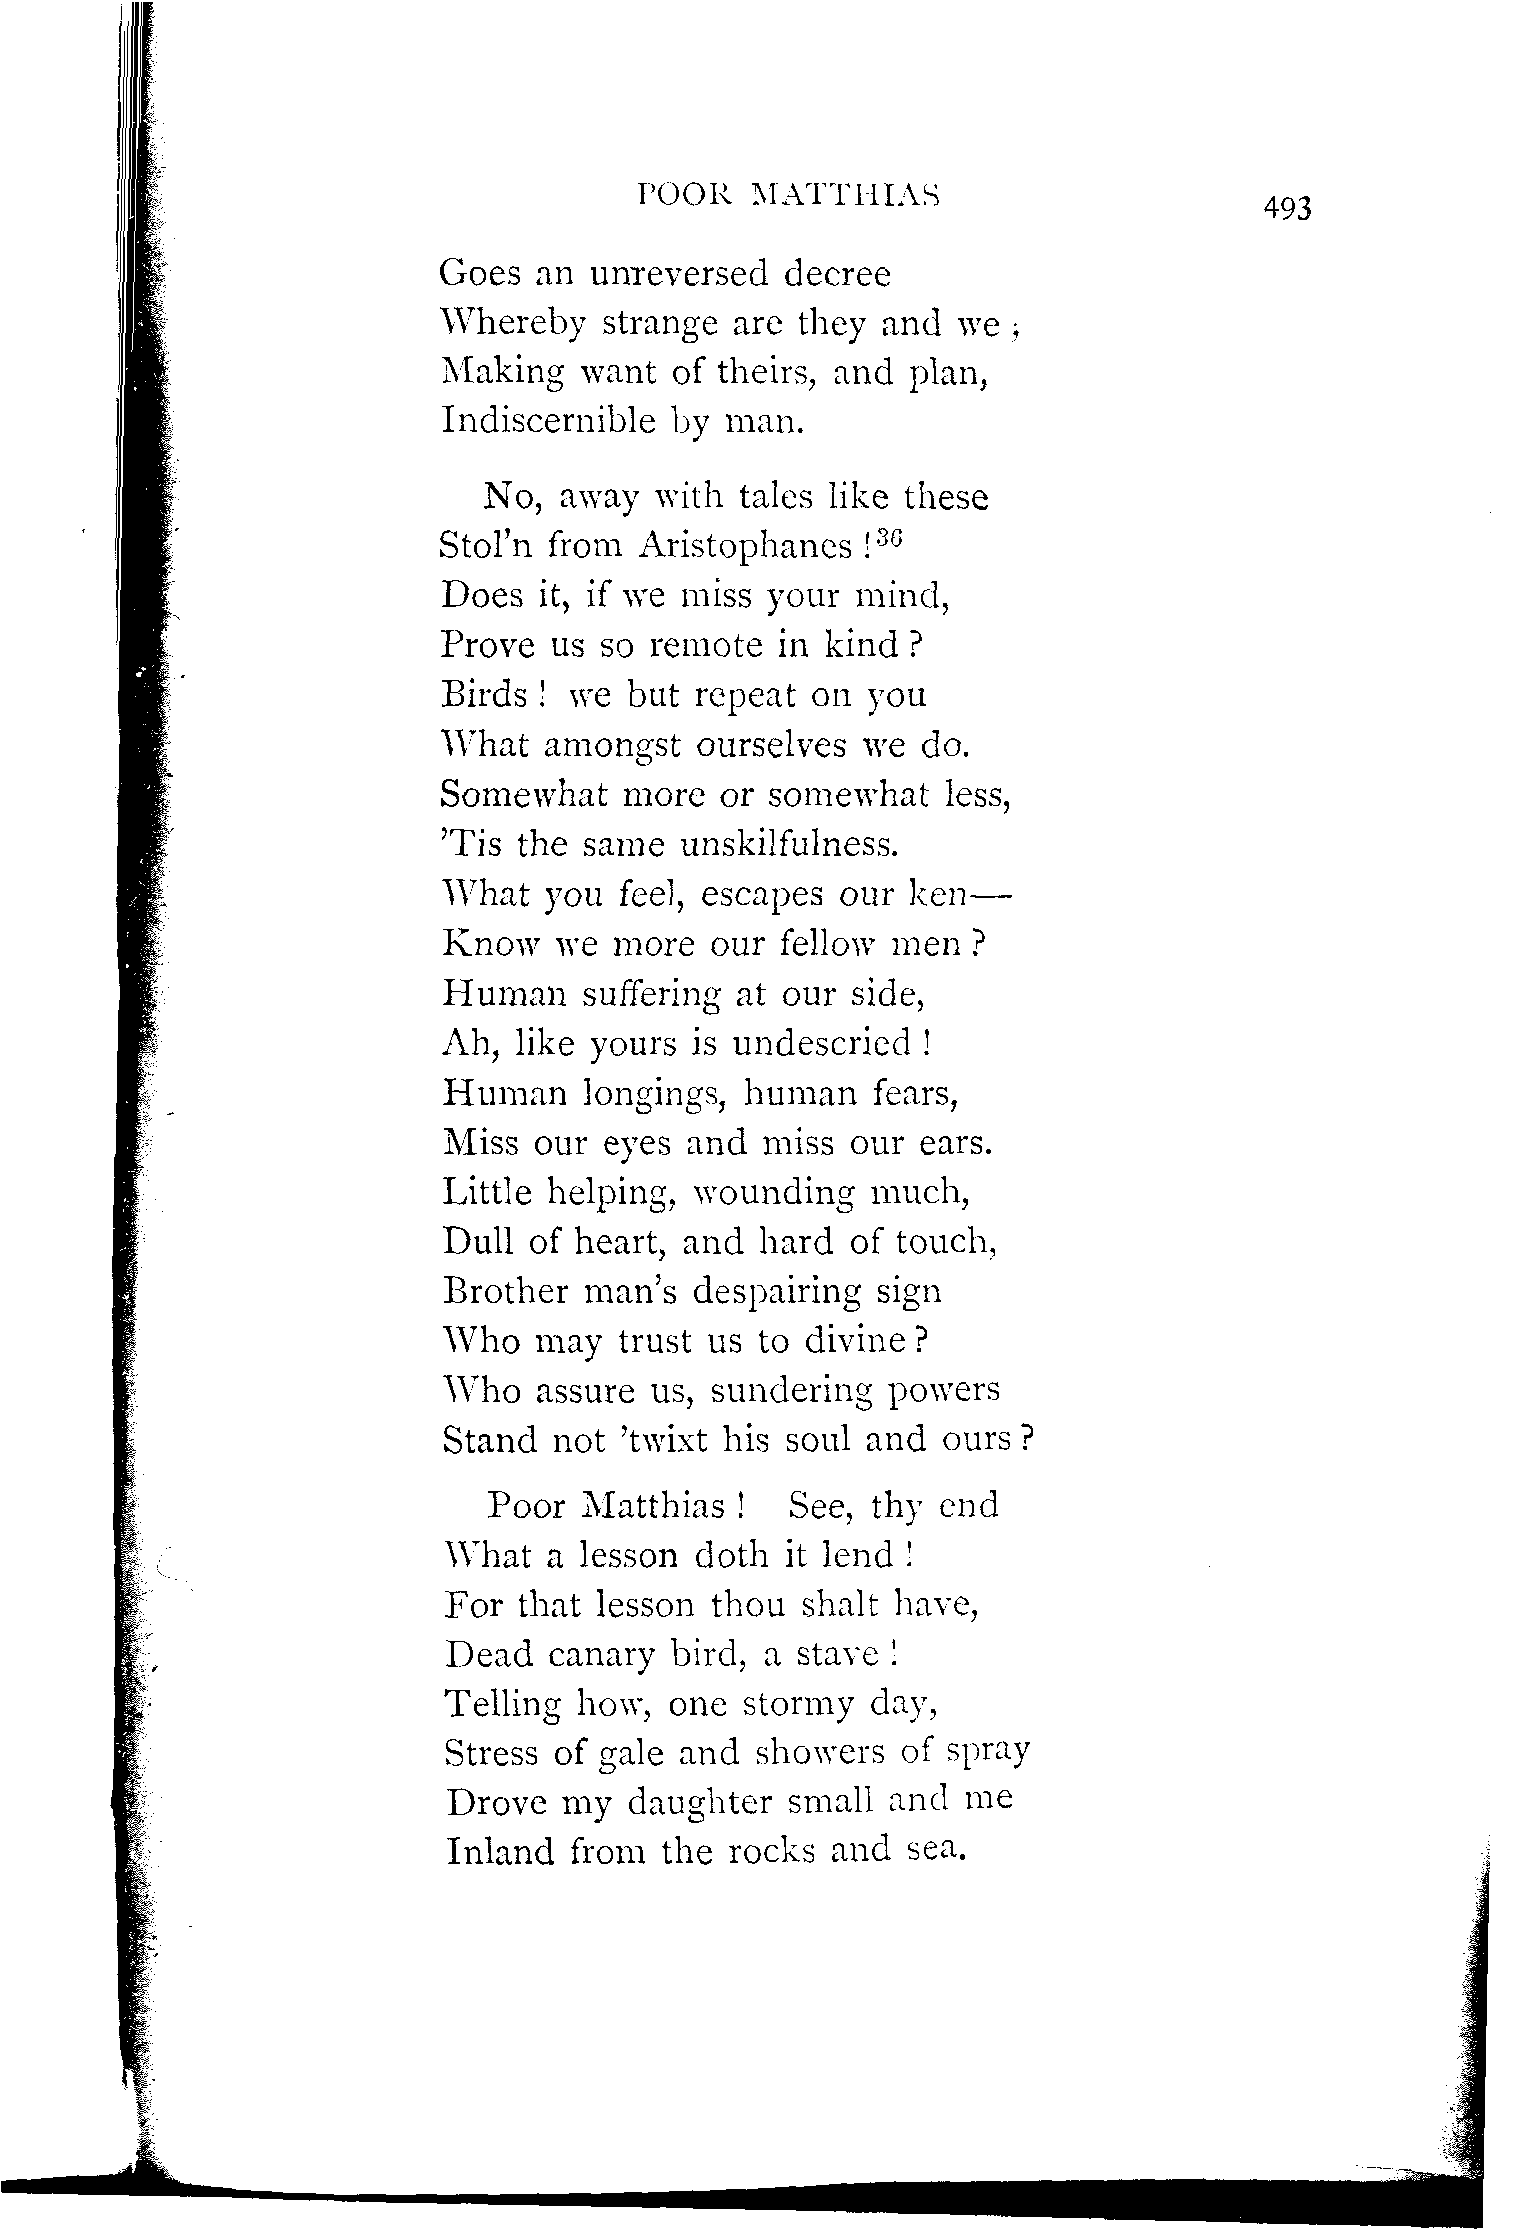 POOR MATTHIAS 493
Goes an unreversed decree
Whereby strange are they and we ;
Making want of theirs, and plan,
Indiscernible by man.
No, away with tales like these
Stol’n from Aristophanes !³⁶
Does it, if we miss your mind,
Prove us so remote in kind ?
Birds ! we but repeat on you
What amongst ourselves we do.
Somewhat more or somewhat less,
’Tis the same unskilfulness.
What you feel, escapes our ken—
Know we more our fellow men ?
Human suffering at our side,
Ah, like yours is undescried !
Human longings, human fears,
Miss our eyes and miss our ears.
Little helping, wounding much,
Dull of heart, and hard of touch,
Brother man’s despairing sign
Who may trust us to divine ?
Who assure us, sundering powers
Stand not ’twixt his soul and ours ?
Poor Matthias ! See, thy end
What a lesson doth it lend !
For that lesson thou shalt have,
Dead canary bird, a stave !
Telling how, one stormy day,
Stress of gale and showers of spray
Drove my daughter small and me
Inland from the rocks and sea.